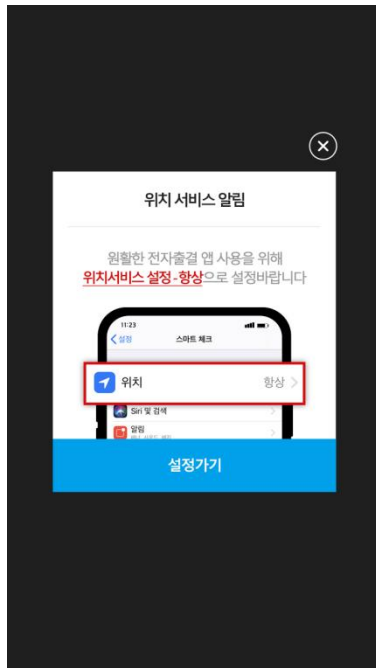 위치 서비스 알림
원활한 전자출결 앱 사용을 위해
위치서비스 설정-항상으로 설정바랍니다
11:23
설정
스마트 체크
위치
항상
Siri 및 검색
알림
설정가기